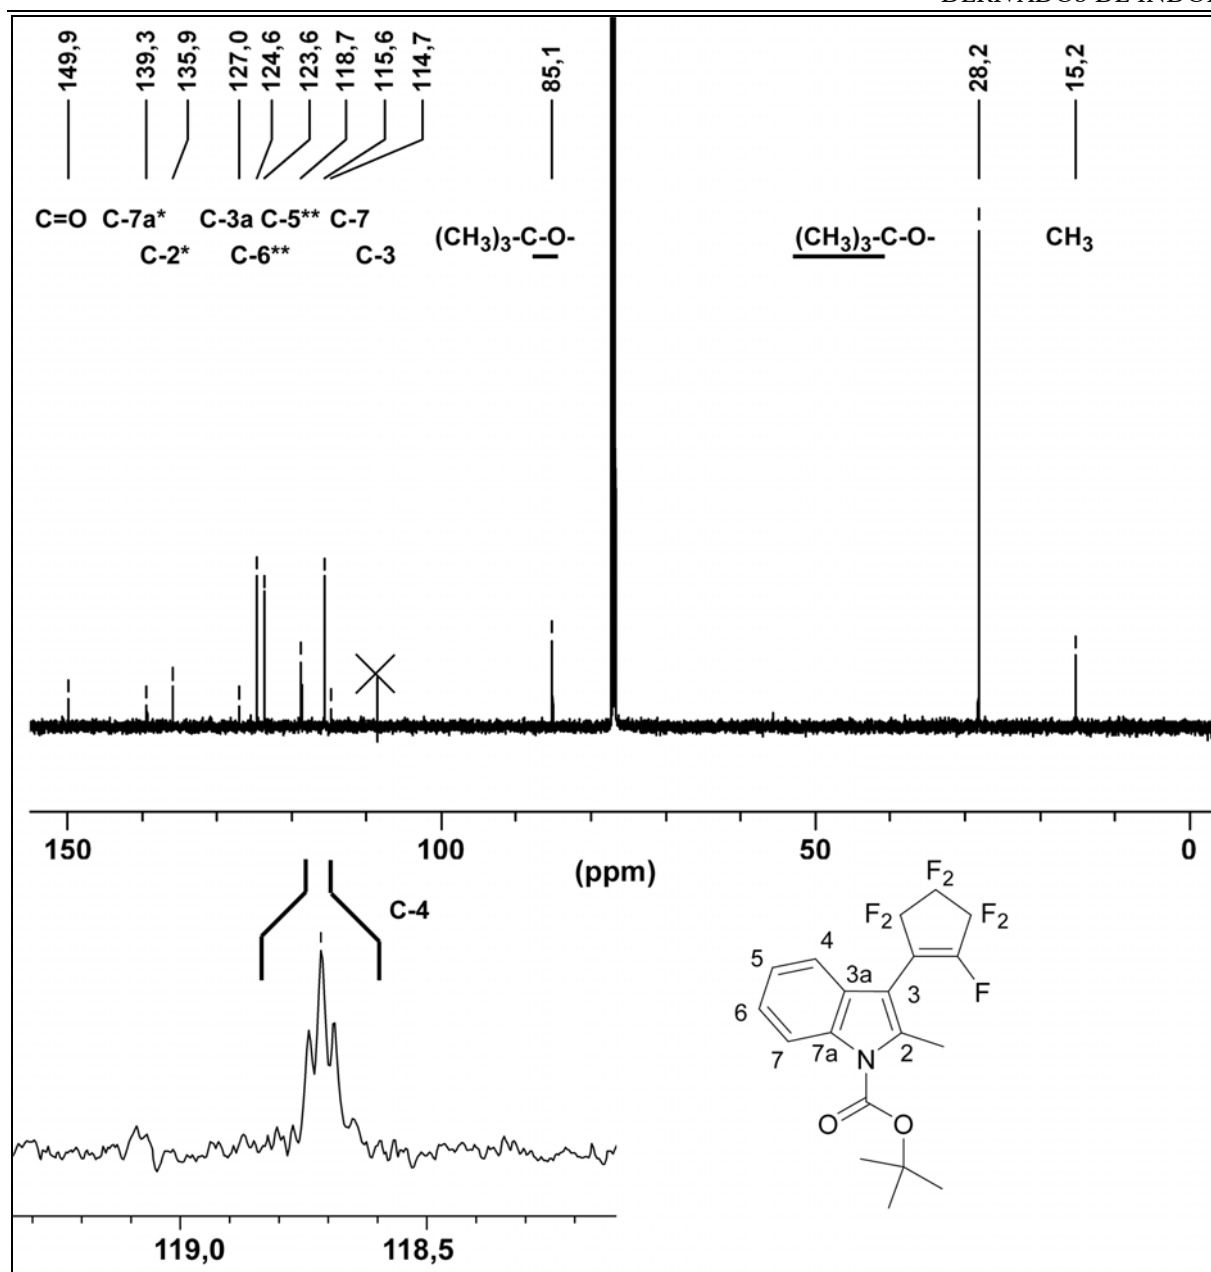 149,9
139,3
135,9
127,0
124,6
123,6
118,7
115,6
114,7
85,1
28,2
15,2
C=O C-7a* C-3a C-5** C-7
C-2* C-6** C-3
(CH3)3-C-O-
(CH3)3-C-O-
CH3
150 100 50 0
(ppm)
C-4
119,0 118,5
F2
F2
F2
F
4
5
3a
3
6
7
7a
N
2
O
O